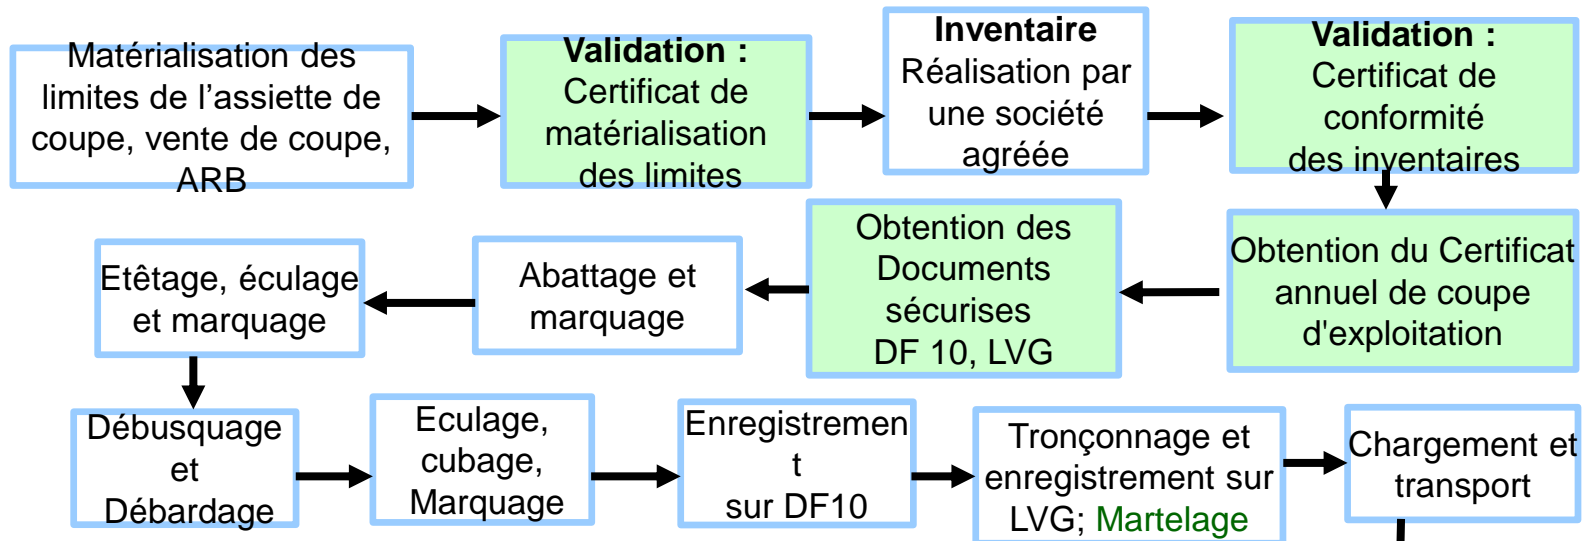 Matérialisation des
limites de l'assiette de
coupe, vente de coupe,
ARB
Validation :
Certificat de
matérialisation
des limites
Inventaire
Réalisation par
une société
agréée
Validation :
Certificat de
conformité
des inventaires
Obtention du Certificat
annuel de coupe
d'exploitation
Obtention des
Documents
sécurises
DF 10, LVG
Abattage et
marquage
Etêtage, éculage
et marquage
Débusquage
et
Débardage
Eculage,
cubage,
Marquage
Enregistremen
t
sur DF10
Tronçonnage et
enregistrement sur
LVG; Martelage
Chargement et
transport